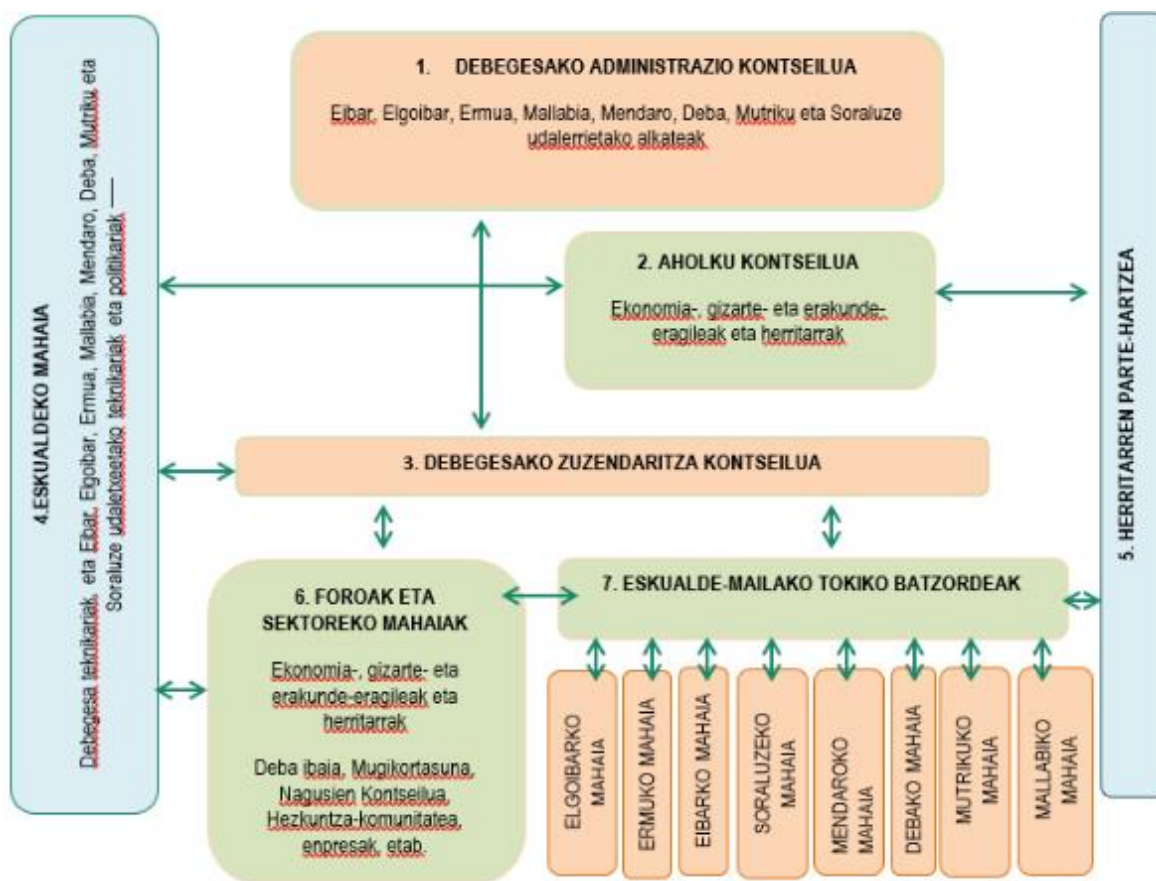 1. DEBEGESAKO ADMINISTRAZIO KONTSEILUA
Eibar, Elgoibar, Ermua, Mallabia, Mendaro, Deba, Mutriku eta Soraluze
udalerrietako alkateak
2. AHOLKU KONTSEILUA
Ekonomia-, gizarte- eta erakunde-
eragileak eta herritarrak
3. DEBEGESAKO ZUZENDARITZA KONTSEILUA
4.ESKUALDEKO MAHAIA
Debegesa teknikariak eta Eibar, Elgoibar, Ermua, Mallabia, Mendaro, Deba, Mutriku eta
Soraluze udaletxeetako teknikariak eta politikariak
5. HERRITARREN PARTE-HARTZEA
6. FOROAK ETA
SEKTOREKO MAHAIAK
Ekonomia-, gizarte- eta
erakunde-eragileak eta
herritarrak
Deba ibaia, Mugikortasuna,
Nagusien Kontseilua,
Hezkuntza-komunitatea,
enpresak, etab.
7. ESKUALDE-MAILAKO TOKIKO BATZORDEAK
ELGOIBARKO
MAHAIA
ERMUKO MAHAIA
EIBARKO MAHAIA
SORALUZEKO
MAHAIA
MENDAROKO
MAHAIA
DEBAKO MAHAIA
MUTRIKUKO
MAHAIA
MALLABIKO
MAHAIA